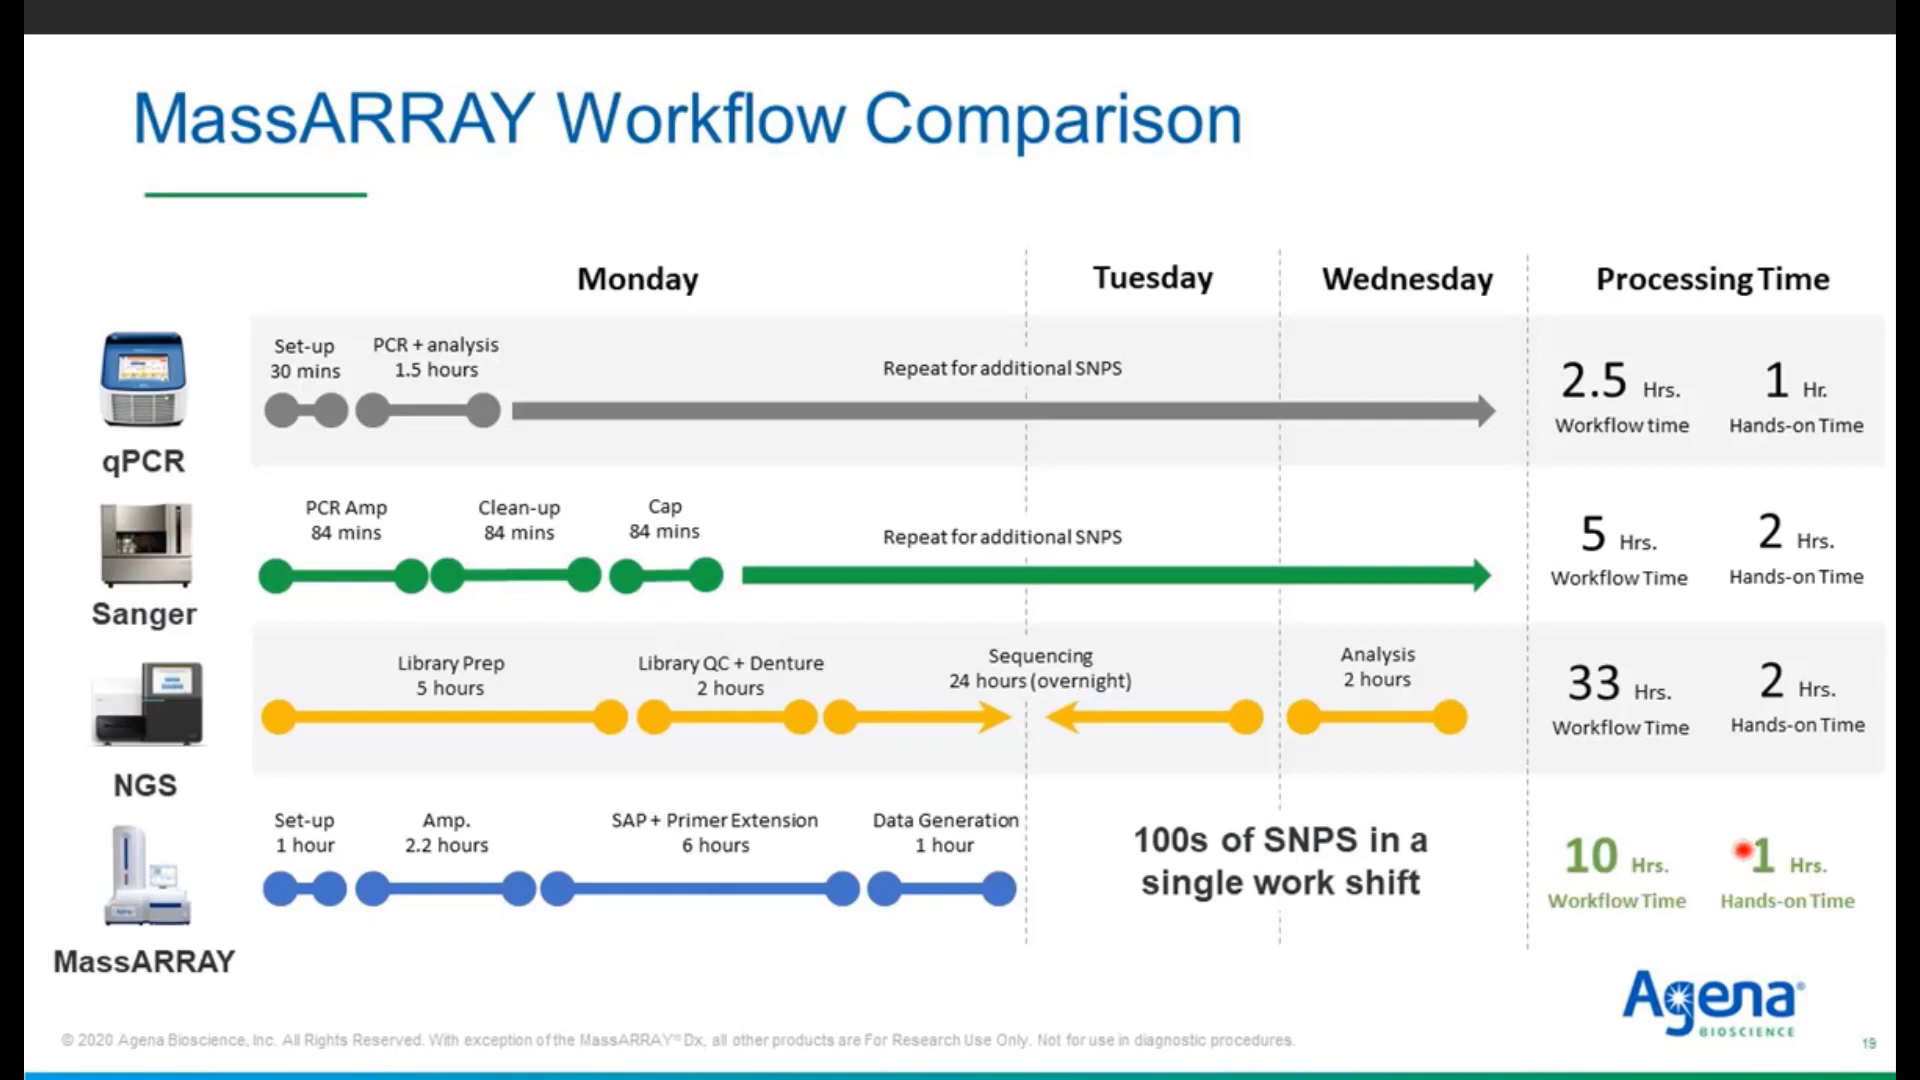 MassARRAY Workflow Comparison
Monday
Tuesday
Wednesday
Processing Time
Set-up
30 mins
PCR + analysis
1.5 hours
Repeat for additional SNPS
2.5 Hrs.
Workflow time
1 Hr.
Hands-on Time
qPCR
PCR Amp
84 mins
Clean-up
84 mins
Cap
84 mins
Repeat for additional SNPS
5 Hrs.
Workflow Time
2 Hrs.
Hands-on Time
Sanger
Library Prep
5 hours
Library QC + Denture
2 hours
Sequencing
24 hours (overnight)
Analysis
2 hours
33 Hrs.
Workflow Time
2 Hrs.
Hands-on Time
NGS
Set-up
1 hour
Amp.
2.2 hours
SAP + Primer Extension
6 hours
Data Generation
1 hour
100s of SNPS in a
single work shift
10 Hrs.
Workflow Time
1 Hrs.
Hands-on Time
MassARRAY
Agena®
BIOSCIENCE
© 2020 Agena Bioscience, Inc. All Rights Reserved. With exception of the MassARRAY® Dx, all other products are For Research Use Only. Not for use in diagnostic procedures.
19